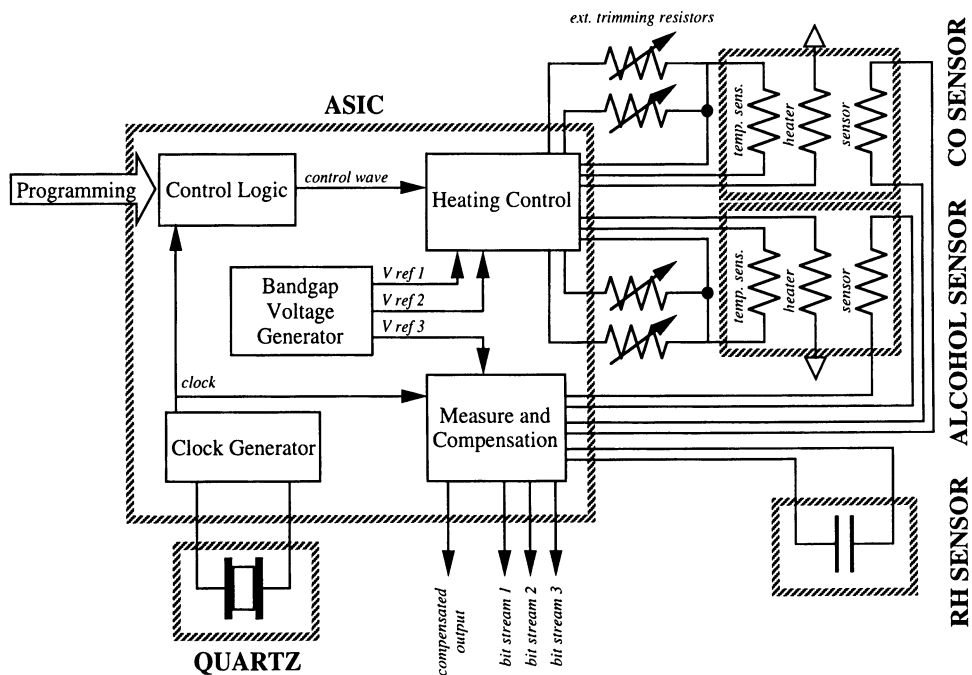 ext. trimming resistors
ASIC
CO SENSOR
temp. sens.
heater
sensor
Programming
Control Logic
control wave
Heating Control
ALCOHOL SENSOR
temp. sens.
heater
sensor
Bandgap
Voltage
Generator
V ref 1
V ref 2
V ref 3
clock
Clock Generator
Measure and
Compensation
RH SENSOR
compensated
output
bit stream 1
bit stream 2
bit stream 3
QUARTZ